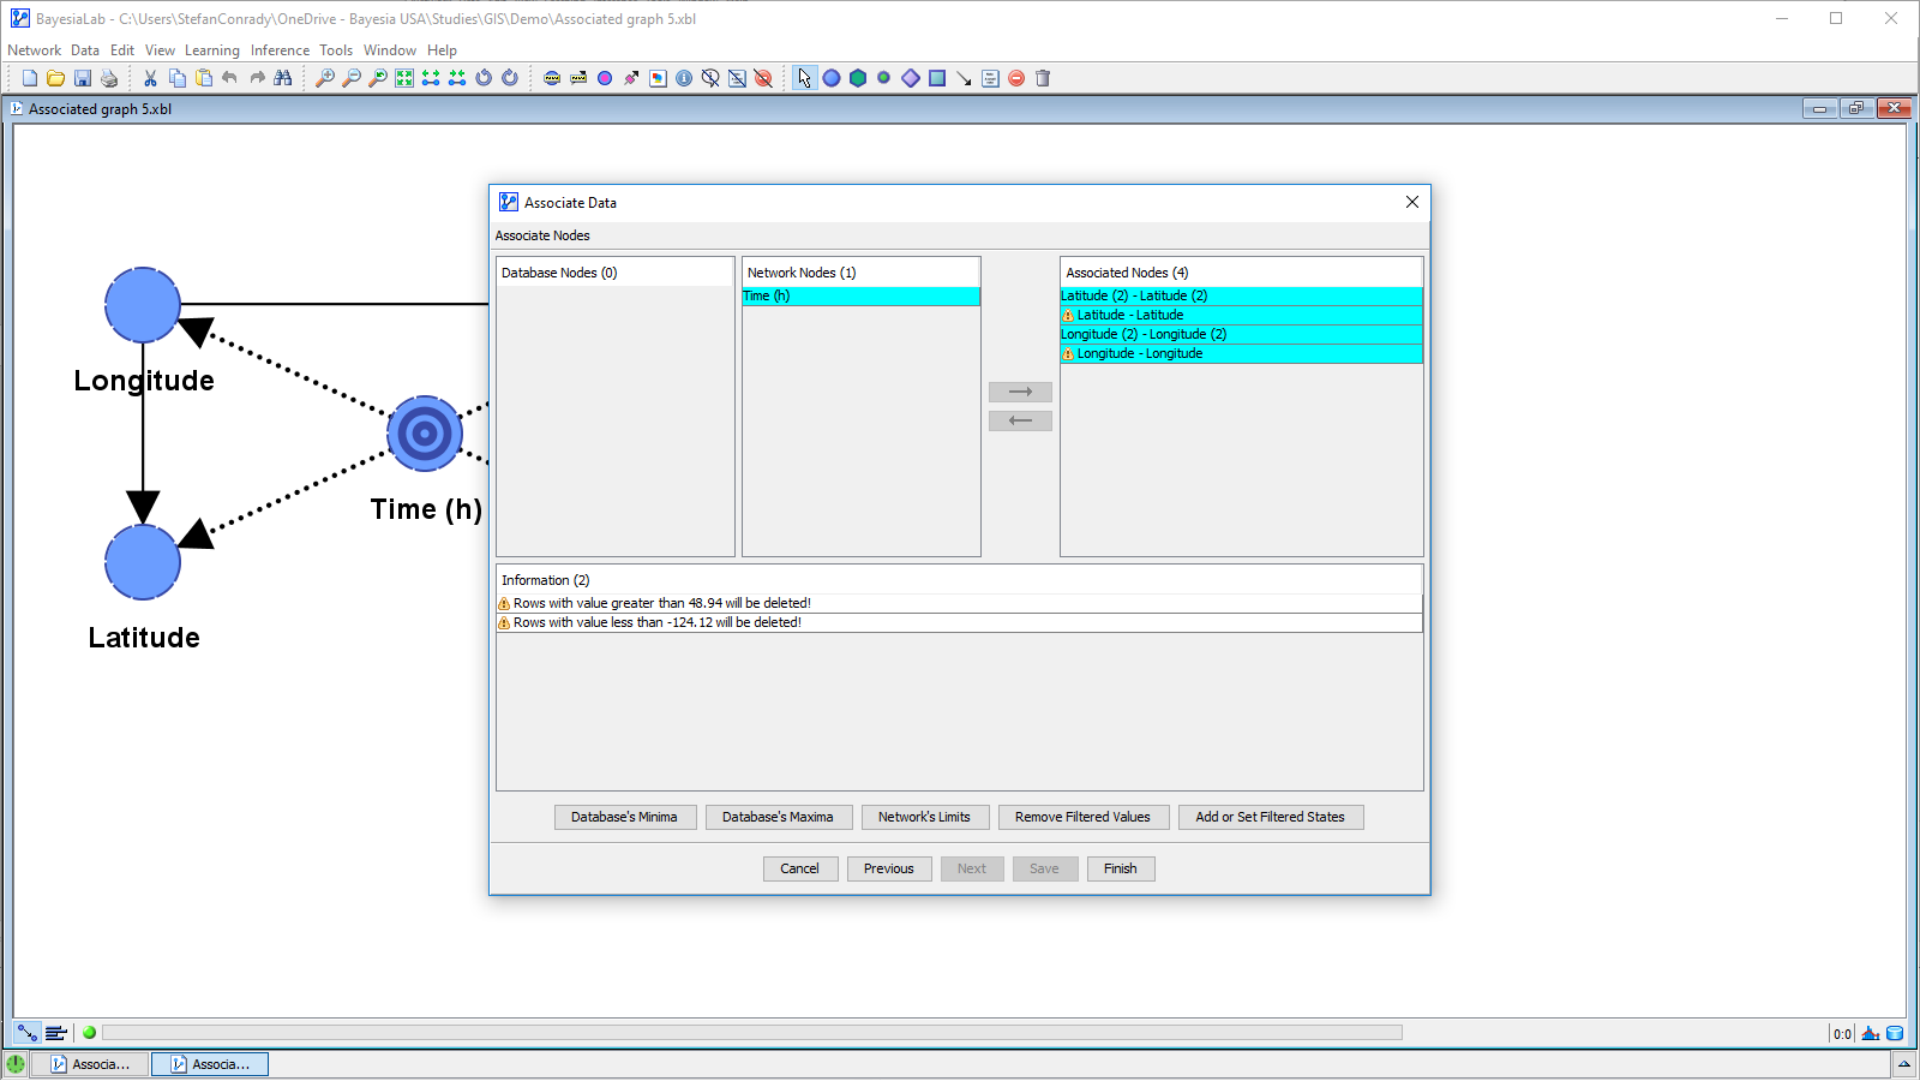 BayesiaLab - C:\Users\StefanConrady\OneDrive - Bayesia USA\Studies\GIS\Demo\Associated graph 5.xbl
Network Data Edit View Learning Inference Tools Window Help
Associated graph 5.xbl
Associate Data
Associate Nodes
Database Nodes (0)
Network Nodes (1)
Time (h)
Associated Nodes (4)
Latitude (2) - Latitude (2)
Latitude - Latitude
Longitude (2) - Longitude (2)
Longitude - Longitude
Longitude
Time (h)
Latitude
Information (2)
Rows with value greater than 48.94 will be deleted!
Rows with value less than -124.12 will be deleted!
Database's Minima Database's Maxima Network's Limits Remove Filtered Values Add or Set Filtered States
Cancel Previous Next Save Finish
0:0
Associa... Associa...